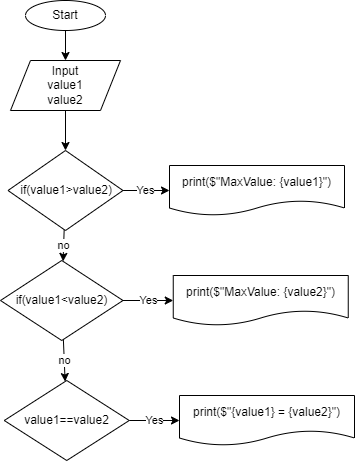 Start
Input
value1
value2
if(value1>value2)
Yes
print($"MaxValue: {value1}")
no
if(value1<value2)
Yes
print($"MaxValue: {value2}")
no
value1==value2
Yes
print($"{value1} = {value2}")